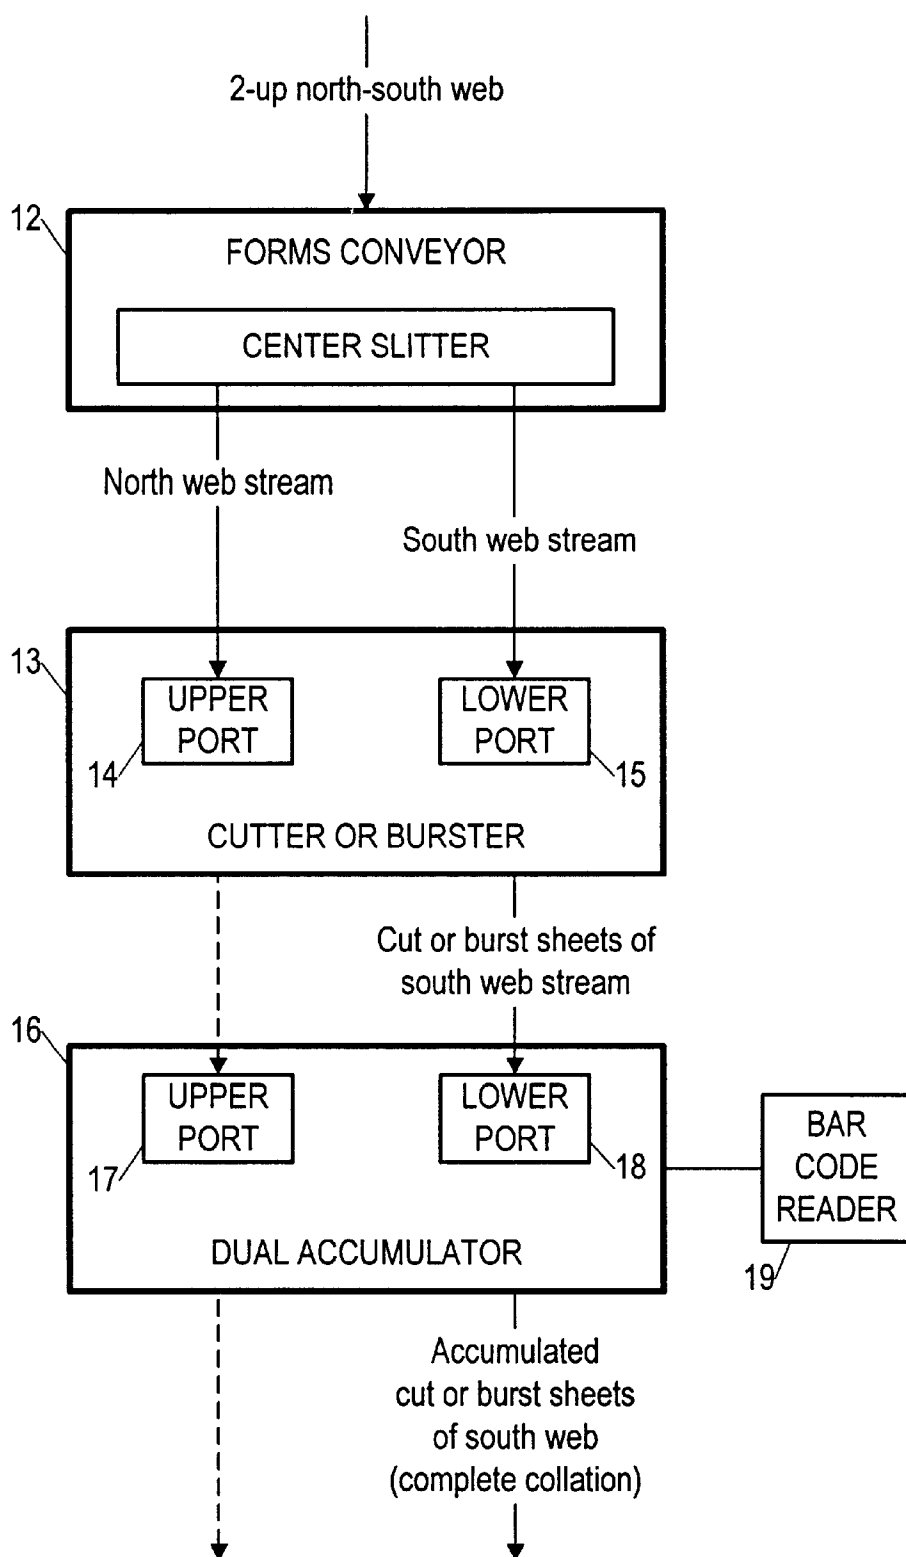 2-up north-south web
12
FORMS CONVEYOR
CENTER SLITTER
North web stream
South web stream
13
UPPER
PORT
LOWER
PORT
14
15
CUTTER OR BURSTER
Cut or burst sheets of
south web stream
16
UPPER
PORT
LOWER
PORT
17
18
BAR
CODE
READER
DUAL ACCUMULATOR
19
Accumulated
cut or burst sheets
of south web
(complete collation)